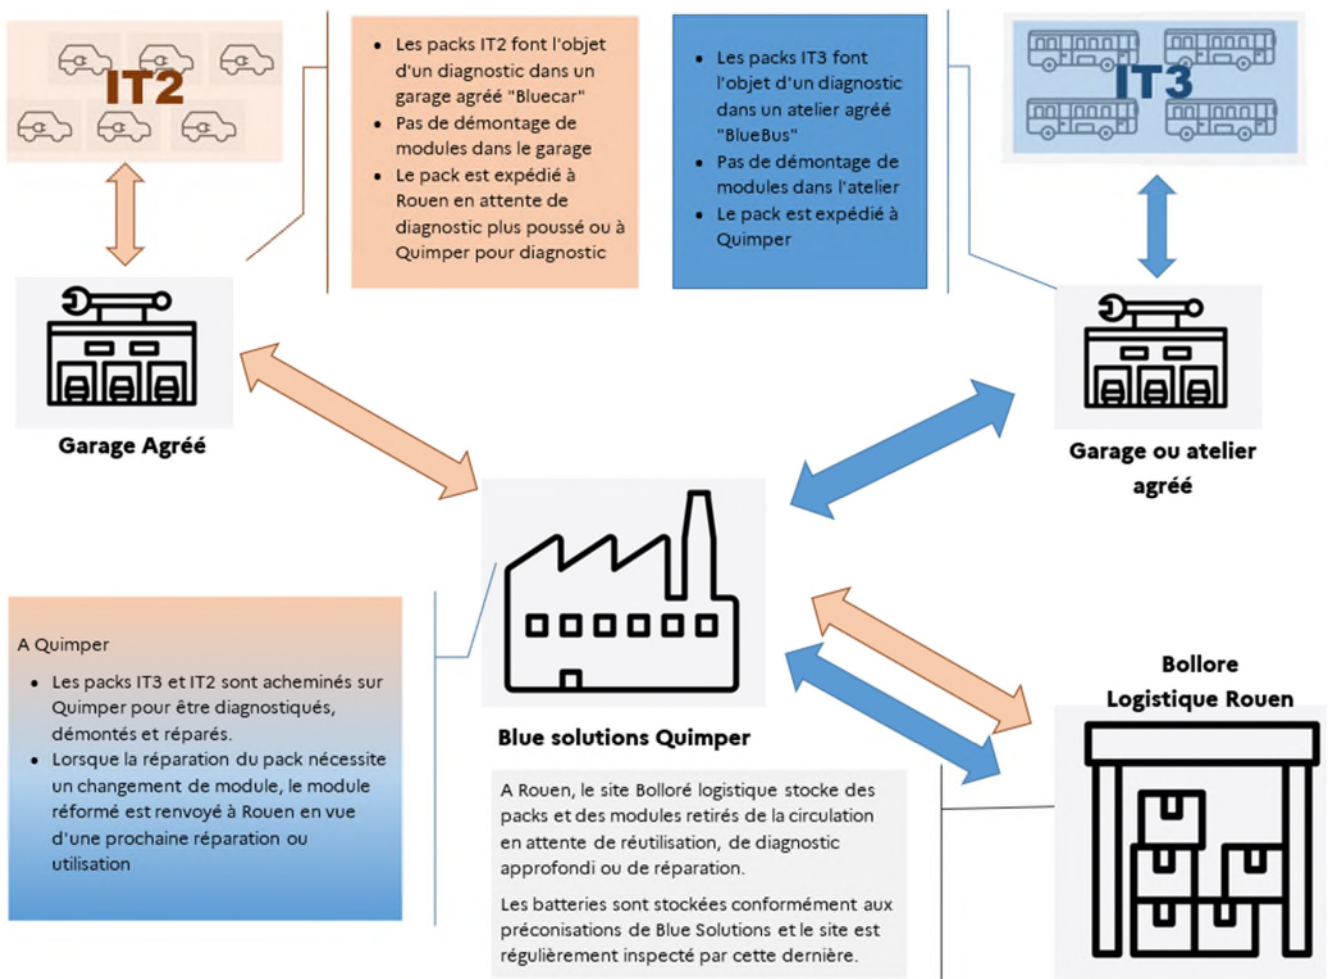 IT2
• Les packs IT2 font l'objet
d'un diagnostic dans un
garage agréé "Bluecar"
• Pas de démontage de
modules dans le garage
• Le pack est expédié à
Rouen en attente de
diagnostic plus poussé ou à
Quimper pour diagnostic
• Les packs IT3 font
l'objet d'un diagnostic
dans un atelier agréé
"BlueBus"
• Pas de démontage de
modules dans l'atelier
• Le pack est expédié à
Quimper
IT3
Garage Agréé
Garage ou atelier
agréé
A Quimper
• Les packs IT3 et IT2 sont acheminés sur
Quimper pour être diagnostiqués,
démontés et réparés.
• Lorsque la réparation du pack nécessite
un changement de module, le module
réformé est renvoyé à Rouen en vue
d'une prochaine réparation ou
utilisation
Blue solutions Quimper
Bollore
Logistique Rouen
A Rouen, le site Bolloré logistique stocke des
packs et des modules retirés de la circulation
en attente de réutilisation, de diagnostic
approfondi ou de réparation.
Les batteries sont stockées conformément aux
préconisations de Blue Solutions et le site est
régulièrement inspecté par cette dernière.